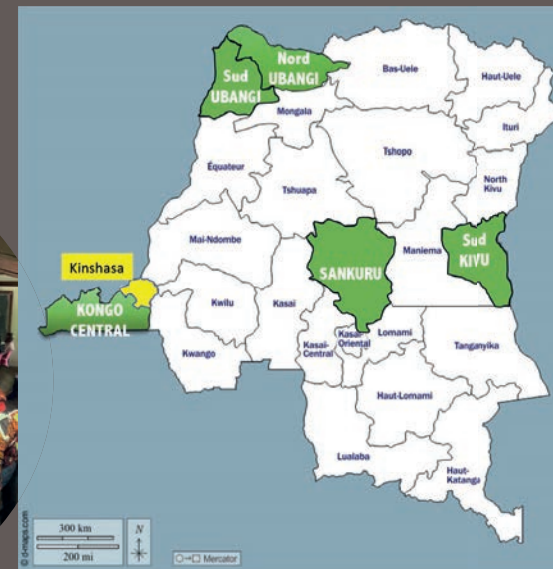 Nord
UBANGI
Sud
UBANGI
Bas-Uele
Haut-Uele
Mongala
Ituri
Équateur
Tshopo
Tshuapa
North
Kivu
Mai-Ndombe
Maniema
Sud
KIVU
Kinshasa
SANKURU
KONGO
CENTRAL
Kwilu
Kasai
Kwango
Kasai-
Central
Kasai-
Oriental
Lomami
Tanganyika
Haut-Lomami
Lualaba
Haut-
Katanga
300 km
200 mi
N
Mercator
© d-maps.com